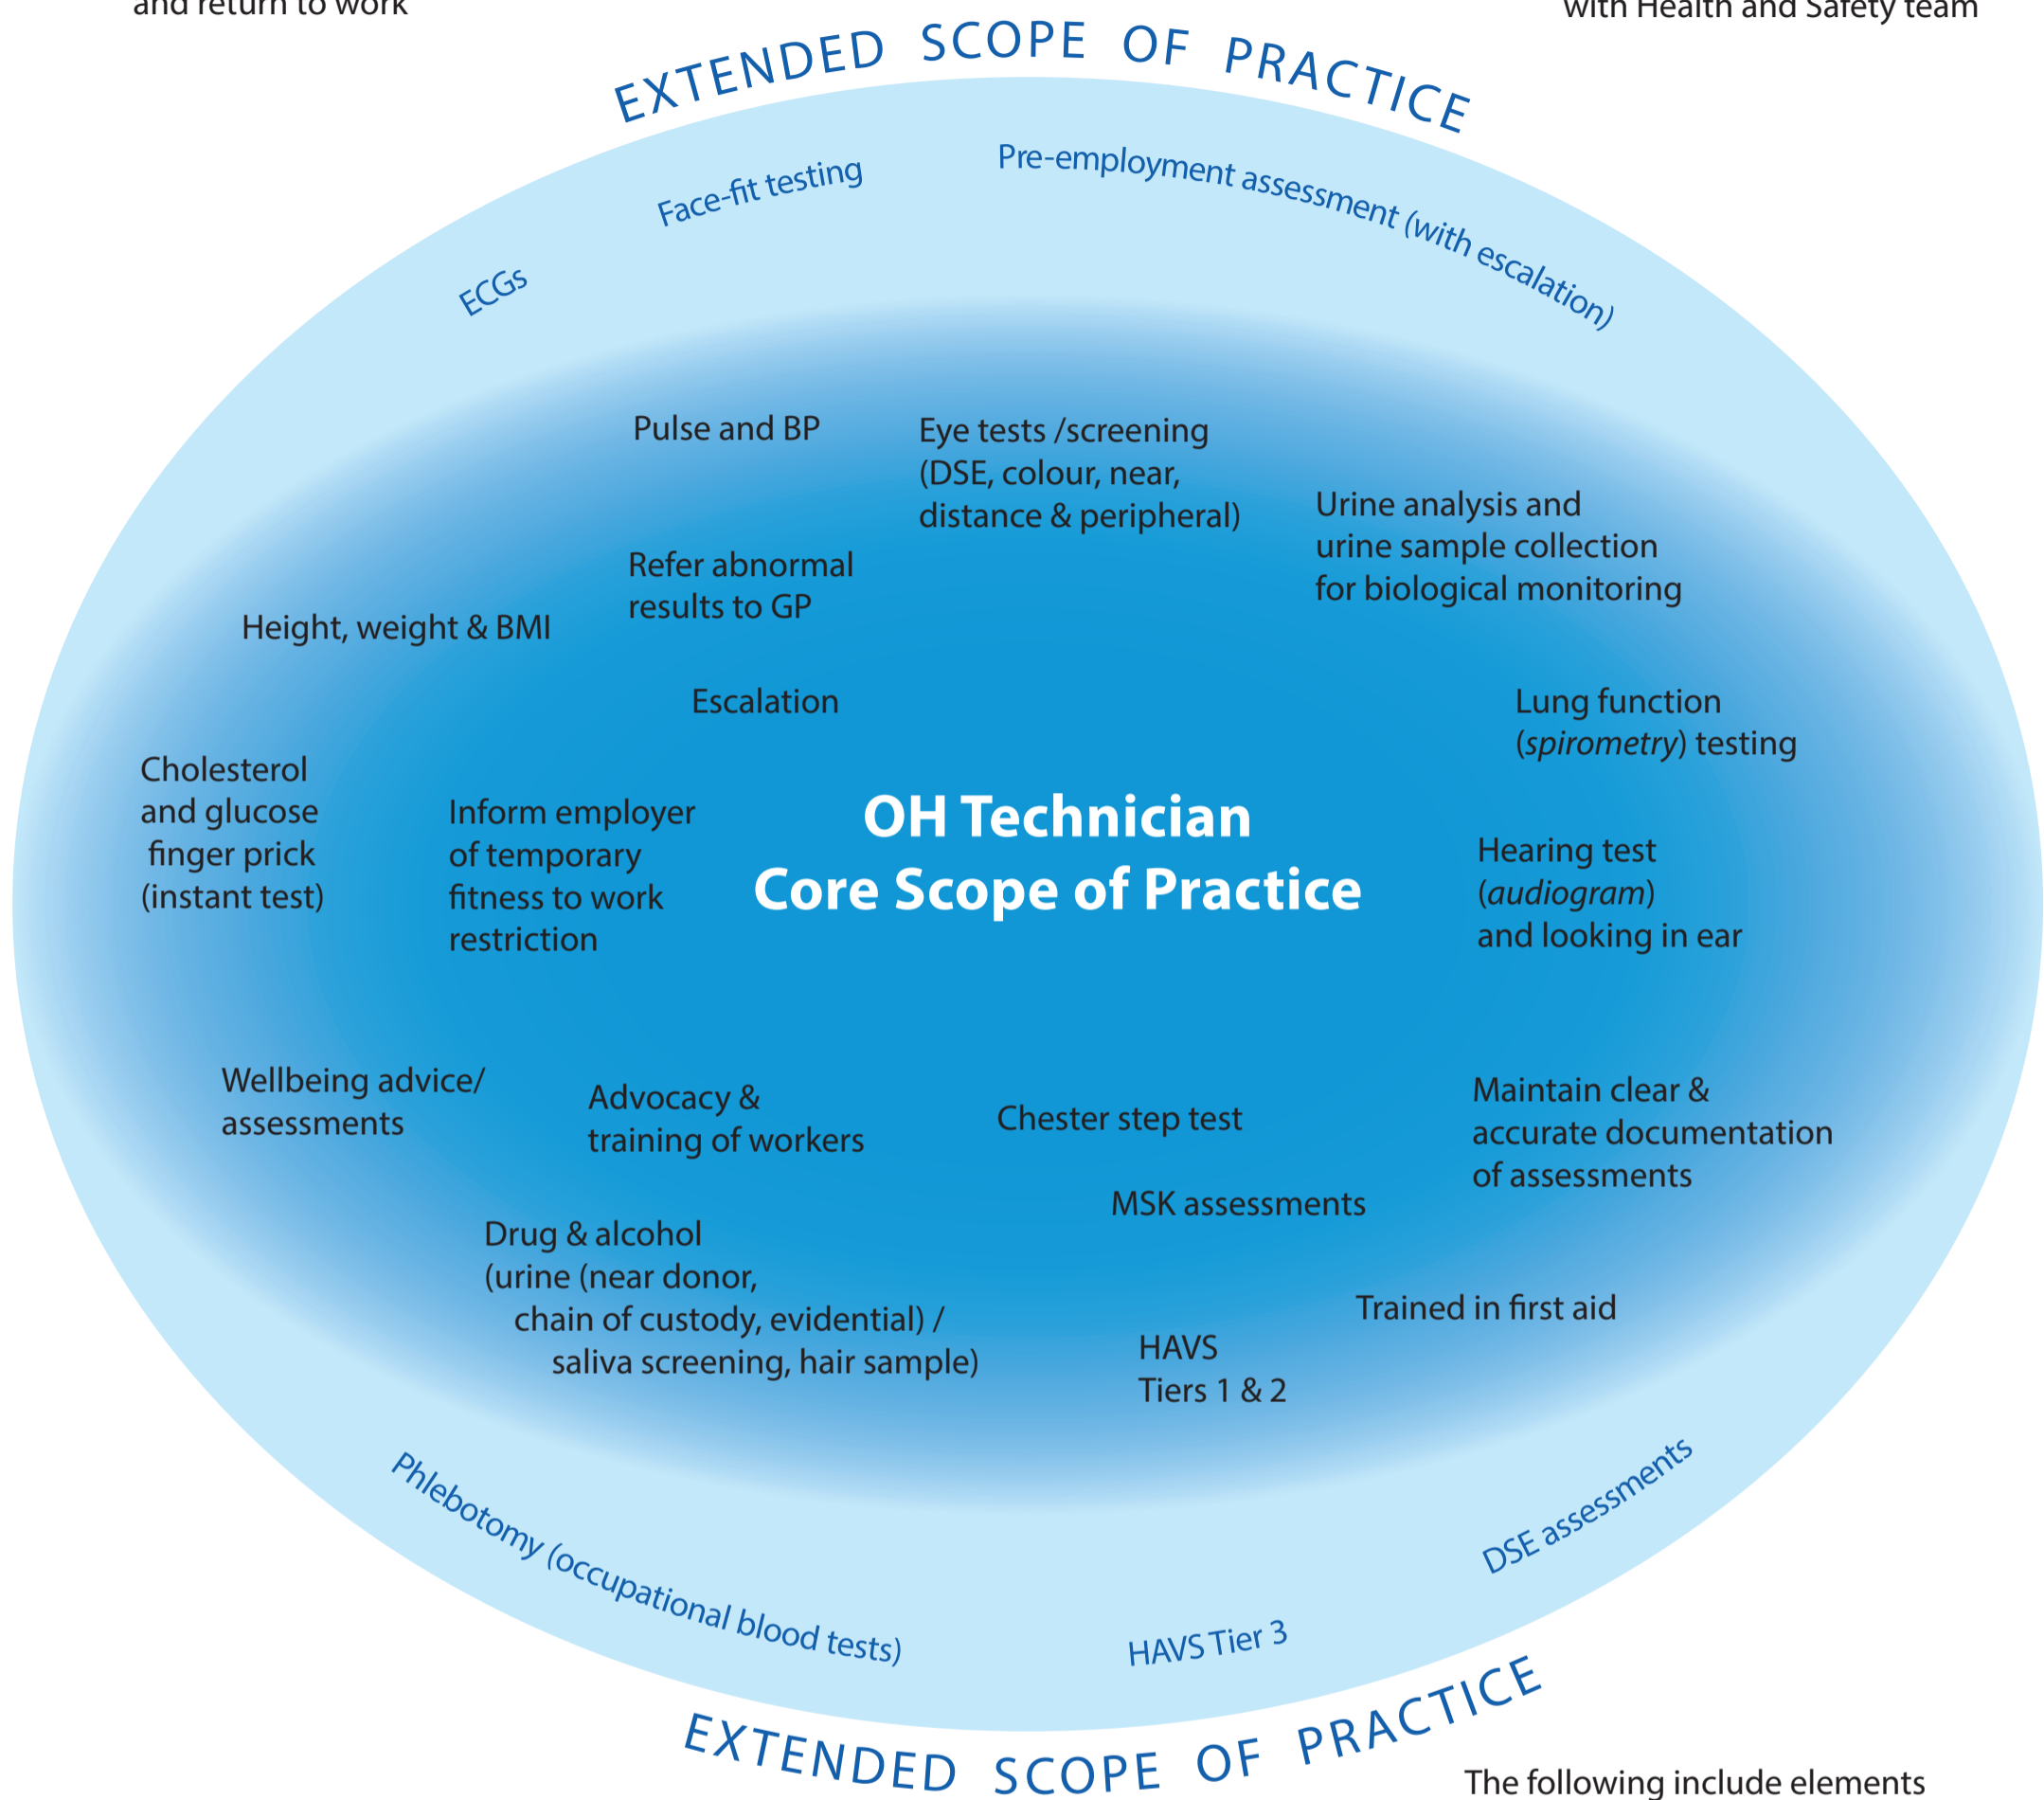 and return to work
with Health and Safety team
EXTENDED SCOPE OF PRACTICE
Face-fit testing
Pre-employment assessment (with escalation)
ECGs
Pulse and BP
Eye tests /screening
(DSE, colour, near,
distance & peripheral)
Urine analysis and
urine sample collection
for biological monitoring
Refer abnormal
results to GP
Height, weight & BMI
Escalation
Lung function
(spirometry) testing
Cholesterol
and glucose
finger prick
(instant test)
Inform employer
of temporary
fitness to work
restriction
OH Technician
Core Scope of Practice
Hearing test
(audiogram)
and looking in ear
Wellbeing advice/
assessments
Advocacy &
training of workers
Chester step test
Maintain clear &
accurate documentation
of assessments
MSK assessments
Drug & alcohol
(urine (near donor,
chain of custody, evidential) /
saliva screening, hair sample)
Trained in first aid
HAVS
Tiers 1 & 2
Phlebotomy (occupational blood tests)
HAVS Tier 3
DSE assessments
EXTENDED SCOPE OF PRACTICE
The following include elements